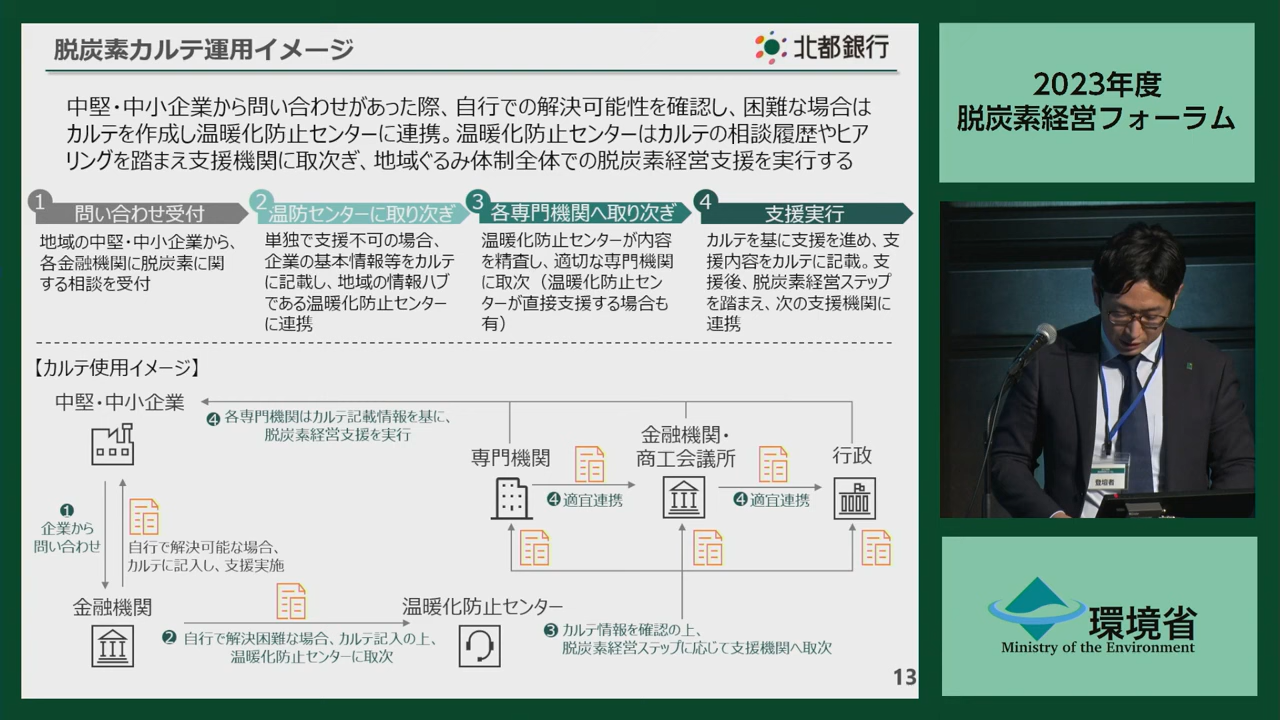 脱炭素カルテ運用イメージ
北都銀行
中堅・中小企業から問い合わせがあった際、自行での解決可能性を確認し、困難な場合は
カルテを作成し温暖化防止センターに連携。温暖化防止センターはカルテの相談履歴やヒア
リングを踏まえ支援機関に取次ぎ、地域ぐるみ体制全体での脱炭素経営支援を実行する
1
問い合わせ受付
地域の中堅・中小企業から、
各金融機関に脱炭素に関
する相談を受付
2
温防センターに取り次ぎ
単独で支援不可の場合、
企業の基本情報等をカルテ
に記載し、地域の情報ハブ
である温暖化防止センター
に連携
3
各専門機関へ取り次ぎ
温暖化防止センターが内容
を精査し、適切な専門機関
に取次（温暖化防止セン
ターが直接支援する場合も
有）
4
支援実行
カルテを基に支援を進め、支
援内容をカルテに記載。支
援後、脱炭素経営ステップ
を踏まえ、次の支援機関に
連携
【カルテ使用イメージ】
中堅・中小企業
❹ 各専門機関はカルテ記載情報を基に、
脱炭素経営支援を実行
専門機関
金融機関・
商工会議所
行政
❹ 適宜連携
❹ 適宜連携
❶
企業から
問い合わせ
自行で解決可能な場合、
カルテに記入し、支援実施
金融機関
❷ 自行で解決困難な場合、カルテ記入の上、
温暖化防止センターに取次
温暖化防止センター
❸ カルテ情報を確認の上、
脱炭素経営ステップに応じて支援機関へ取次
13
2023年度
脱炭素経営フォーラム
登壇者
環境省
Ministry of the Environment